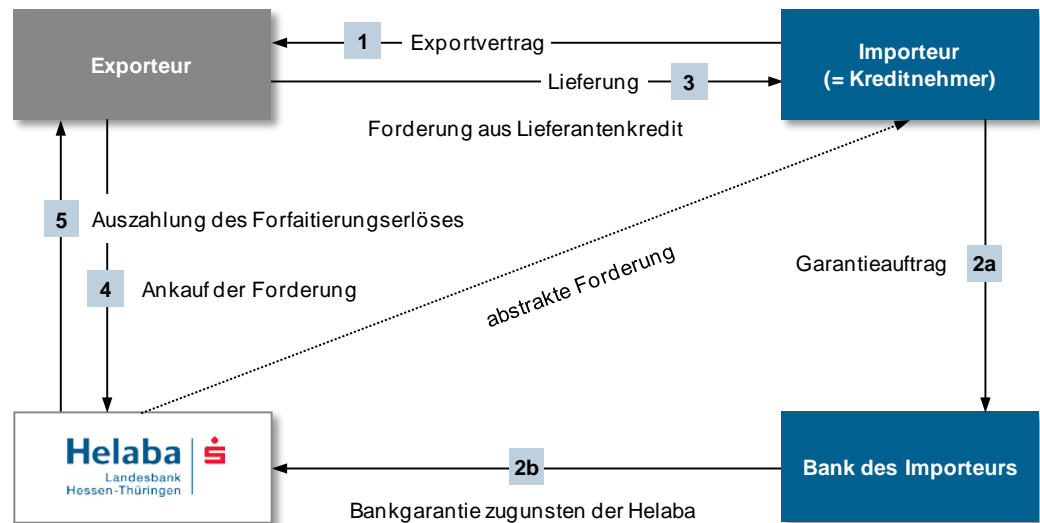 Exporteur
1 Exportvertrag
Importeur
(= Kreditnehmer)
Lieferung 3
Forderung aus Lieferantenkredit
5 Auszahlung des Forfaitierungserlöses
4 Ankauf der Forderung
abstrakte Forderung
Garantieauftrag 2a
Helaba
Landesbank
Hessen-Thüringen
2b
Bankgarantie zugunsten der Helaba
Bank des Importeurs